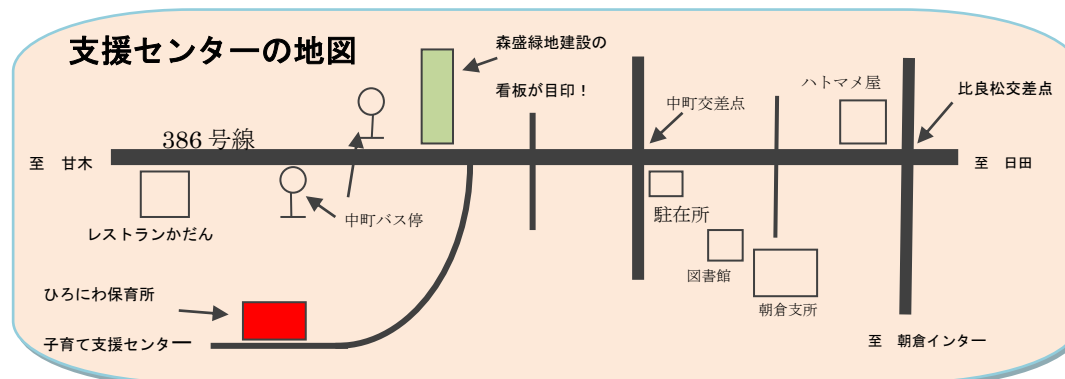 支援センターの地図
森盛緑地建設の
看板が目印！
ハトマメ屋
比良松交差点
中町交差点
386 号線
至　甘木
至　日田
中町バス停
駐在所
レストランかだん
図書館
ひろにわ保育所
朝倉支所
子育て支援センター
至　朝倉インター